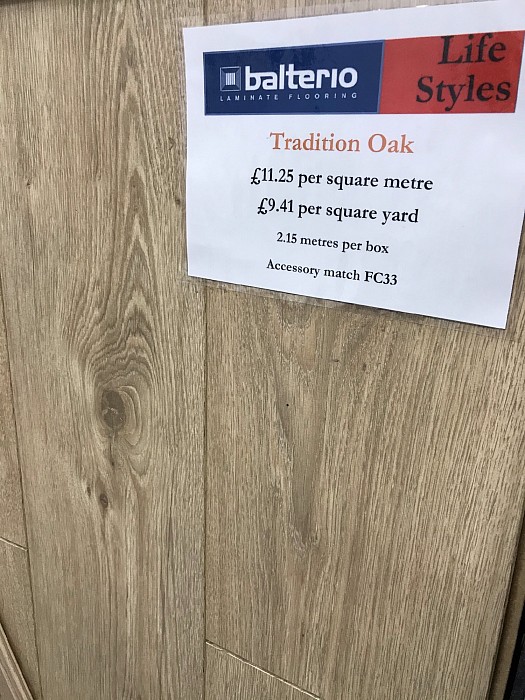 balterio
LAMINATE FLOORING
Life
Styles
Tradition Oak
£11.25 per square metre
£9.41 per square yard
2.15 metres per box
Accessory match FC33